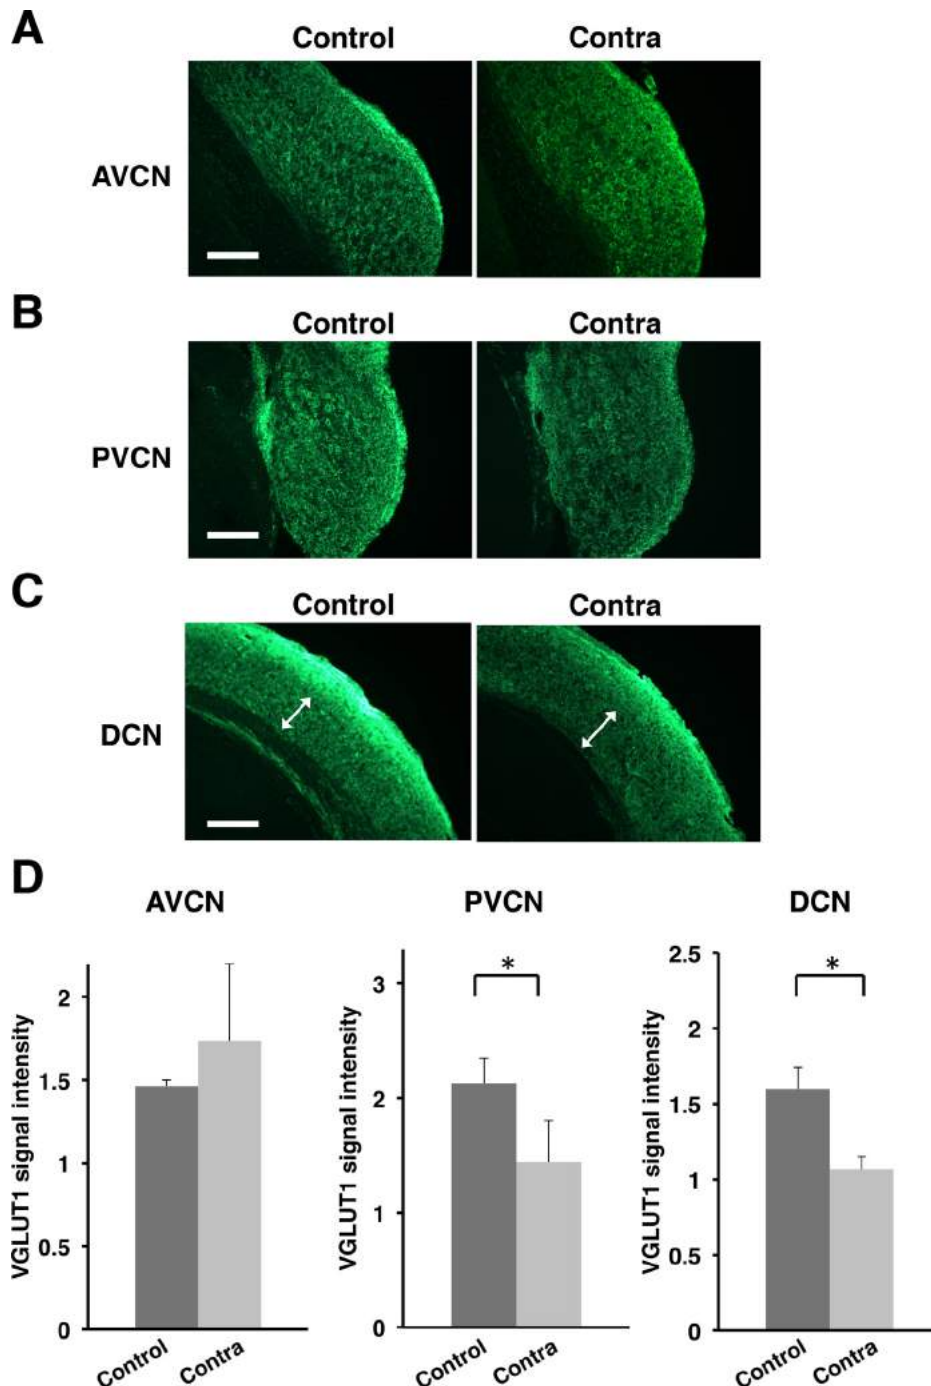 A
Control Contra
AVCN
B
Control Contra
PVCN
C
Control Contra
DCN
D
AVCN PVCN DCN
VGLUT1 signal intensity
2
1.5
1
0.5
0
Control Contra
VGLUT1 signal intensity
3
2
1
0
*
Control Contra
VGLUT1 signal intensity
2.5
2
1.5
1
0.5
0
*
Control Contra